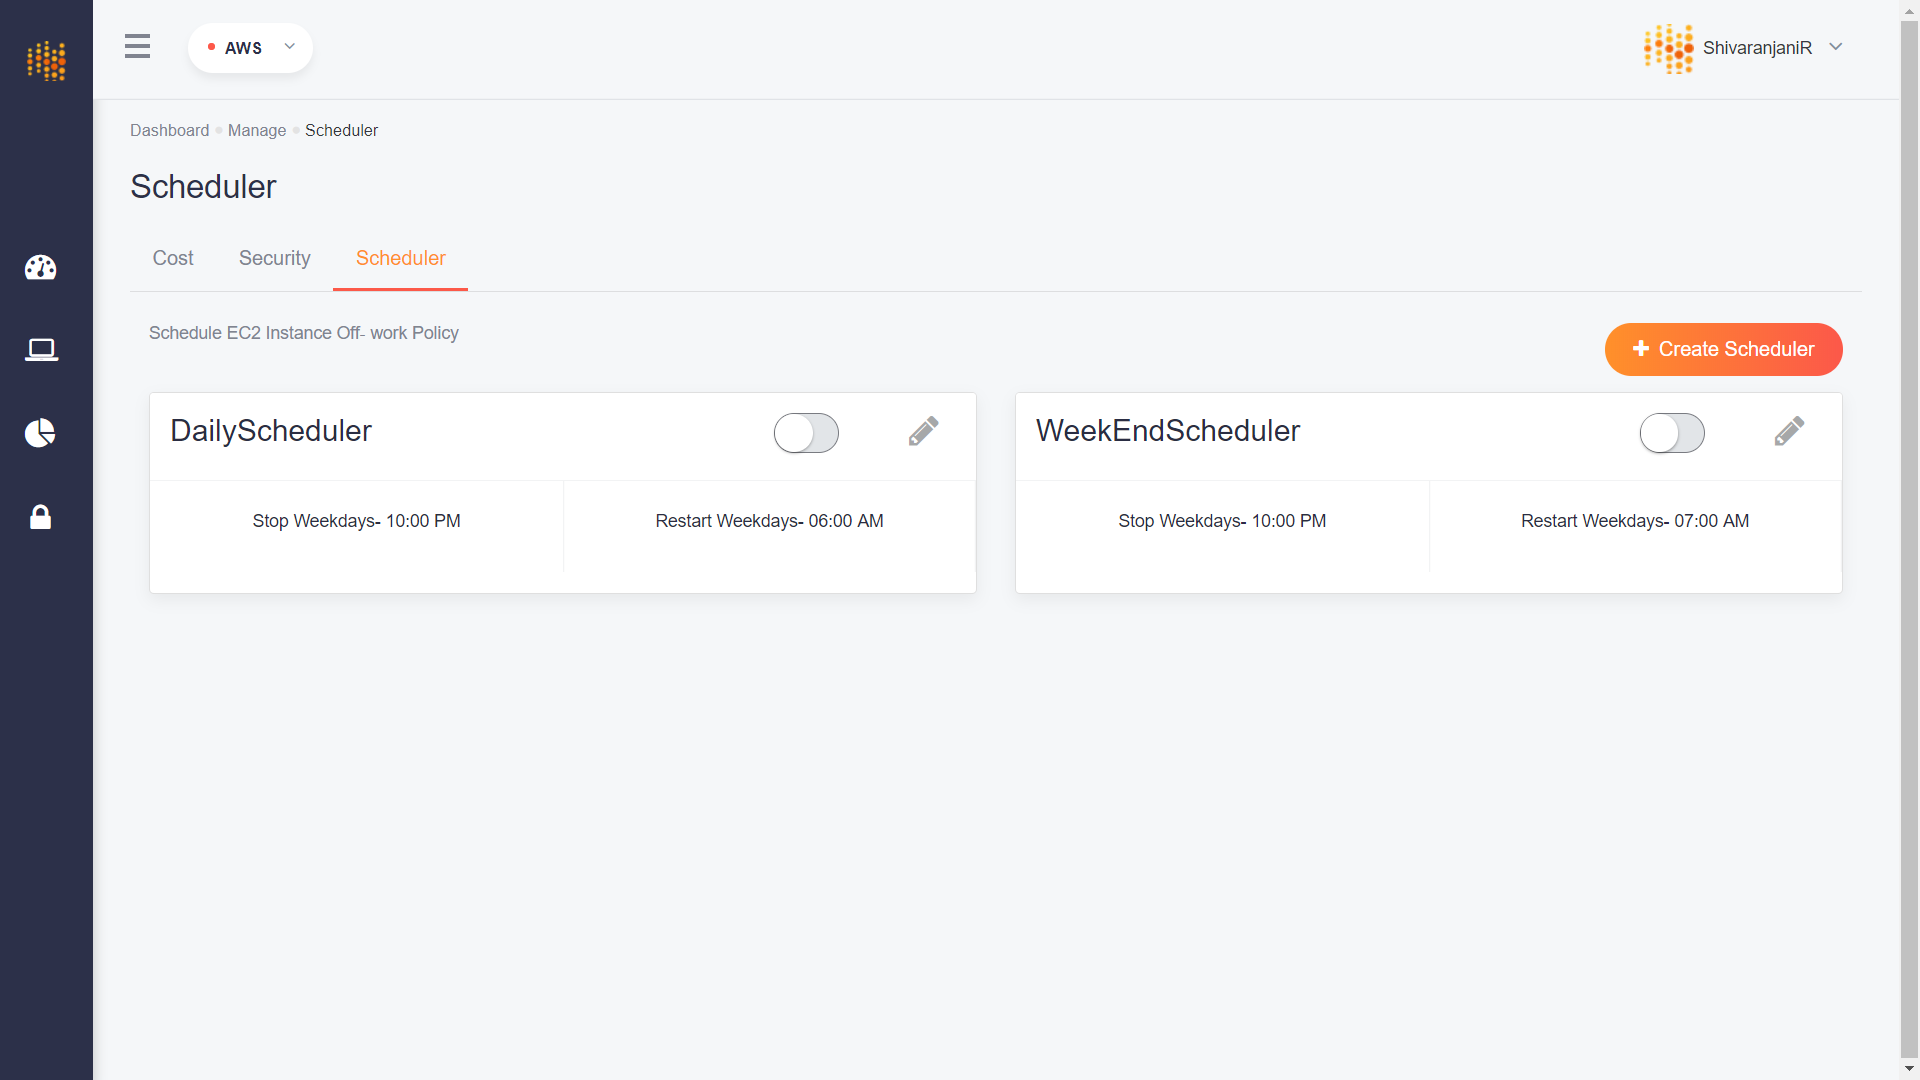 AWS
ShivaranjaniR
Dashboard Manage Scheduler
Scheduler
Cost Security Scheduler
Schedule EC2 Instance Off- work Policy
Create Scheduler
DailyScheduler
Stop Weekdays- 10:00 PM
Restart Weekdays- 06:00 AM
WeekEndScheduler
Stop Weekdays- 10:00 PM
Restart Weekdays- 07:00 AM